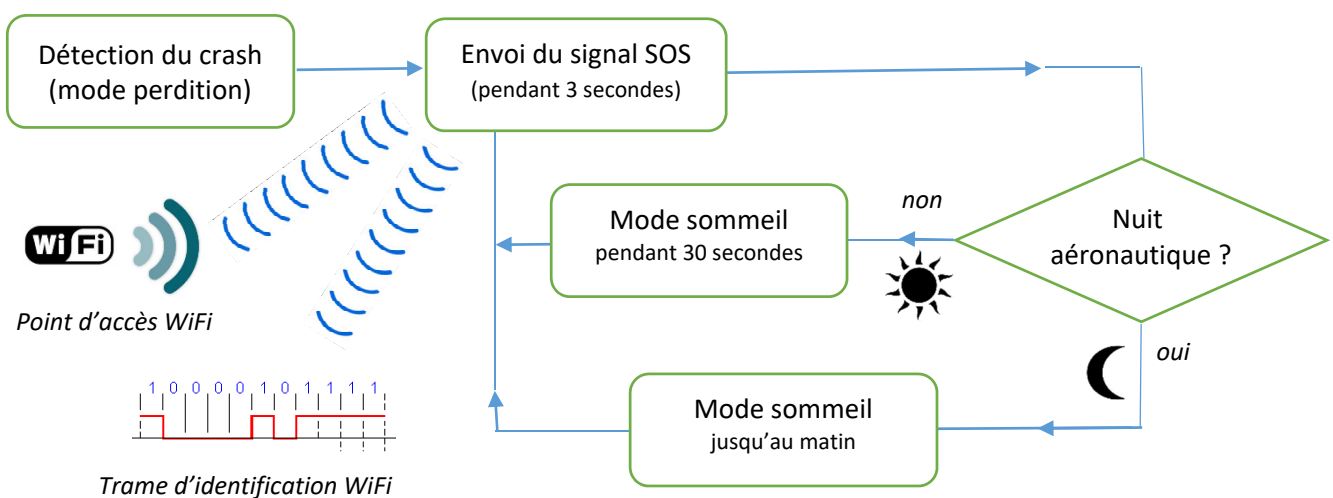 Détection du crash
(mode perdition)
Envoi du signal SOS
(pendant 3 secondes)
Mode sommeil
pendant 30 secondes
non
Nuit
aéronautique ?
oui
WiFi
Point d’accès WiFi
Mode sommeil
jusqu’au matin
1 0 0 0 0 1 0 1 1 1 1
Trame d’identification WiFi